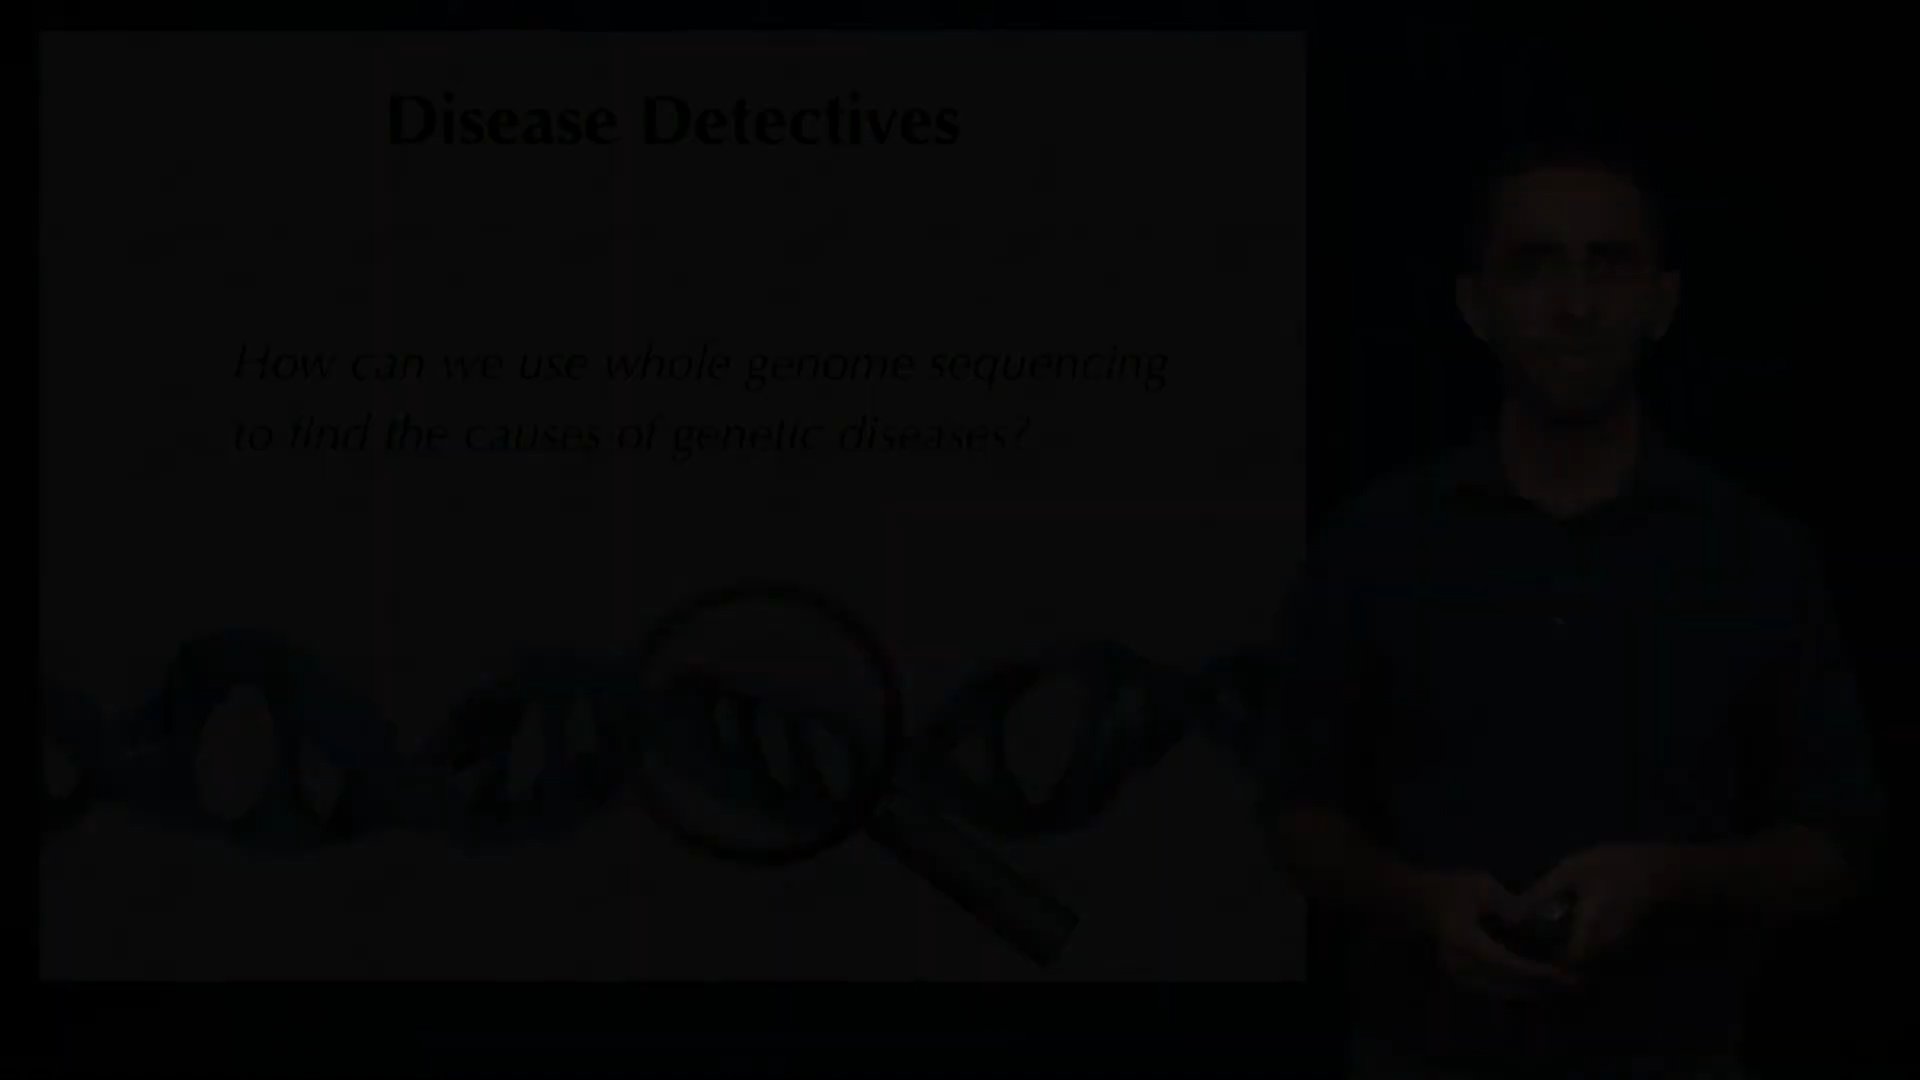 Disease Detectives
How can we use whole genome sequencing
to find the causes of genetic diseases?